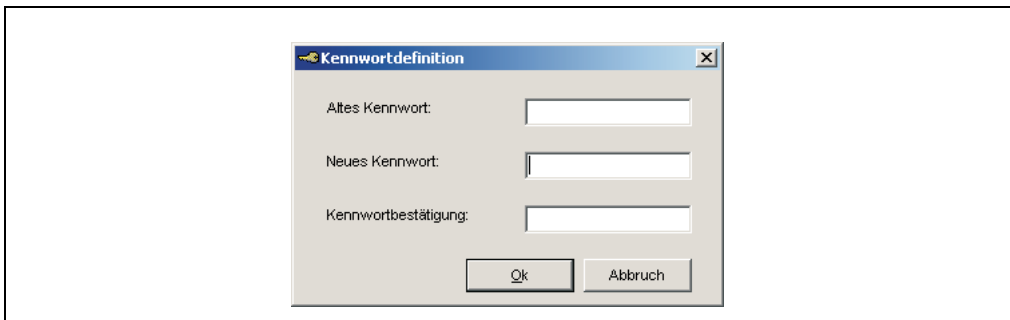 Kennwortdefinition
Altes Kennwort:
Neues Kennwort:
Kennwortbestätigung:
Ok Abbruch